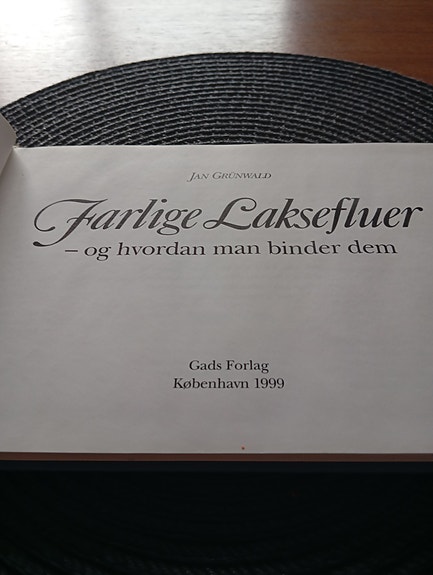 JAN GRÜNWALD
Farlige Laksefluer
– og hvordan man binder dem
Gads Forlag
København 1999